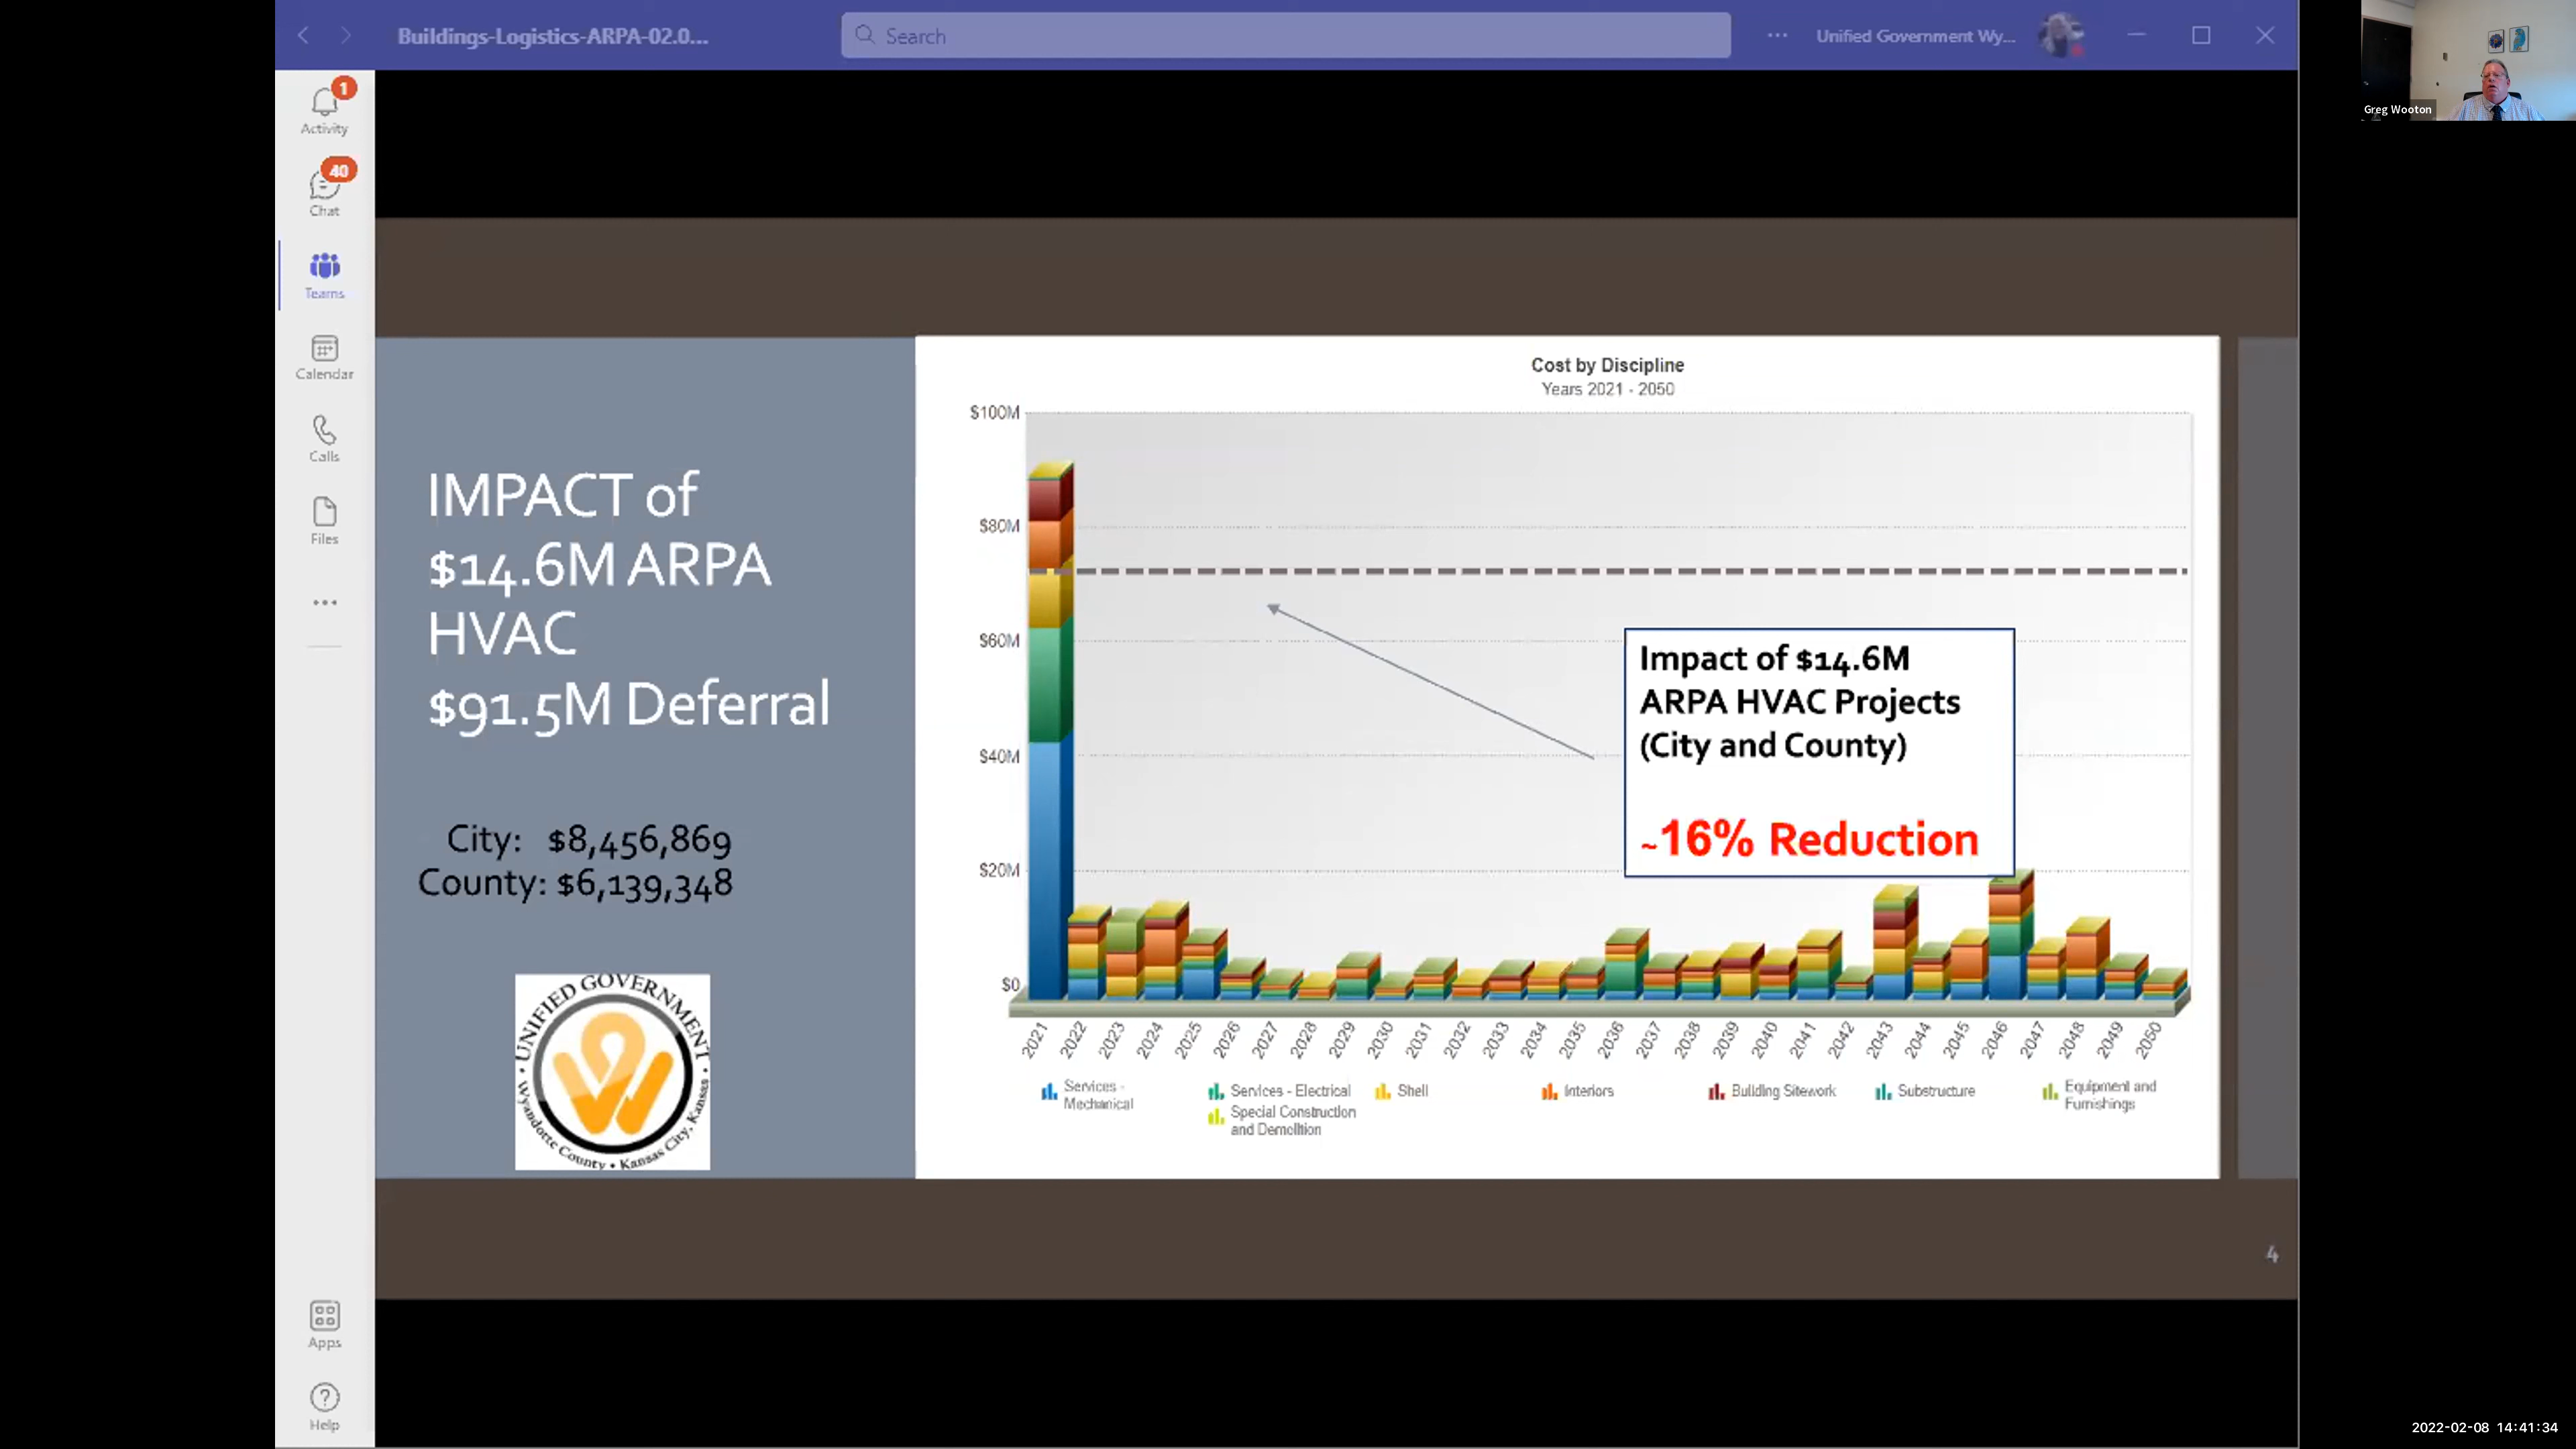 Buildings-Logistics-ARPA-02.0...
Search
Unified Government Wy...
Greg Wooton
1
Activity
40
Chat
Teams
Calendar
Calls
Files
Apps
Help
IMPACT of
$14.6M ARPA
HVAC
$91.5M Deferral
City: $8,456,869
County: $6,139,348
UNIFIED GOVERNMENT
Wyandotte County • Kansas City, Kansas
Cost by Discipline
Years 2021 - 2050
$100M
$80M
$60M
$40M
$20M
$0
Impact of $14.6M
ARPA HVAC Projects
(City and County)
~16% Reduction
2021 2022 2023 2024 2025 2026 2027 2028 2029 2030 2031 2032 2033 2034 2035 2036 2037 2038 2039 2040 2041 2042 2043 2044 2045 2046 2047 2048 2049 2050
Services -
Mechanical
Services - Electrical
Shell
Interiors
Building Sitework
Substructure
Equipment and
Furnishings
Special Construction
and Demolition
4
2022-02-08 14:41:34